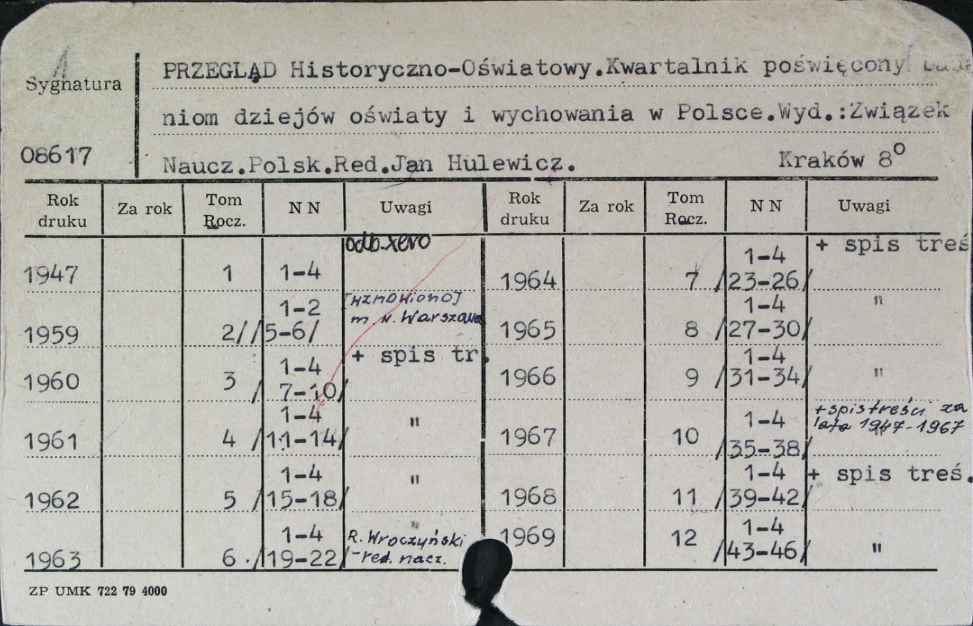 Sygnatura
08617
PRZEGLĄD Historyczno-Oświatowy.Kwartalnik poświęcony
niom dziejów oświaty i wychowania w Polsce.Wyd.:Związek
Naucz.Polsk.Red.Jan Hulewicz. Kraków 8°
Rok druku Za rok Tom Rocz. N N Uwagi Rok druku Za rok Tom Rocz. N N Uwagi
odb. xero
1947 1 1-4
1959 2/ 1-2 /5-6/ wznowionoj m w. Warszawa
1960 3 1-4 /7-10/ + spis tr.
1961 4 1-4 /11-14/ "
1962 5 1-4 /15-18/ "
1963 6. 1-4 /19-22/ " R. Wroczyński - red. nacz.
1964 7 1-4 /23-26/ + spis treś
1965 8 1-4 /27-30/ "
1966 9 1-4 /31-34/ "
1967 10 1-4 /35-38/ + spis treści za lata 1947-1967 "
1968 11 1-4 /39-42/ + spis treś.
1969 12 1-4 /43-46/ "
ZP UMK 722 79 4000